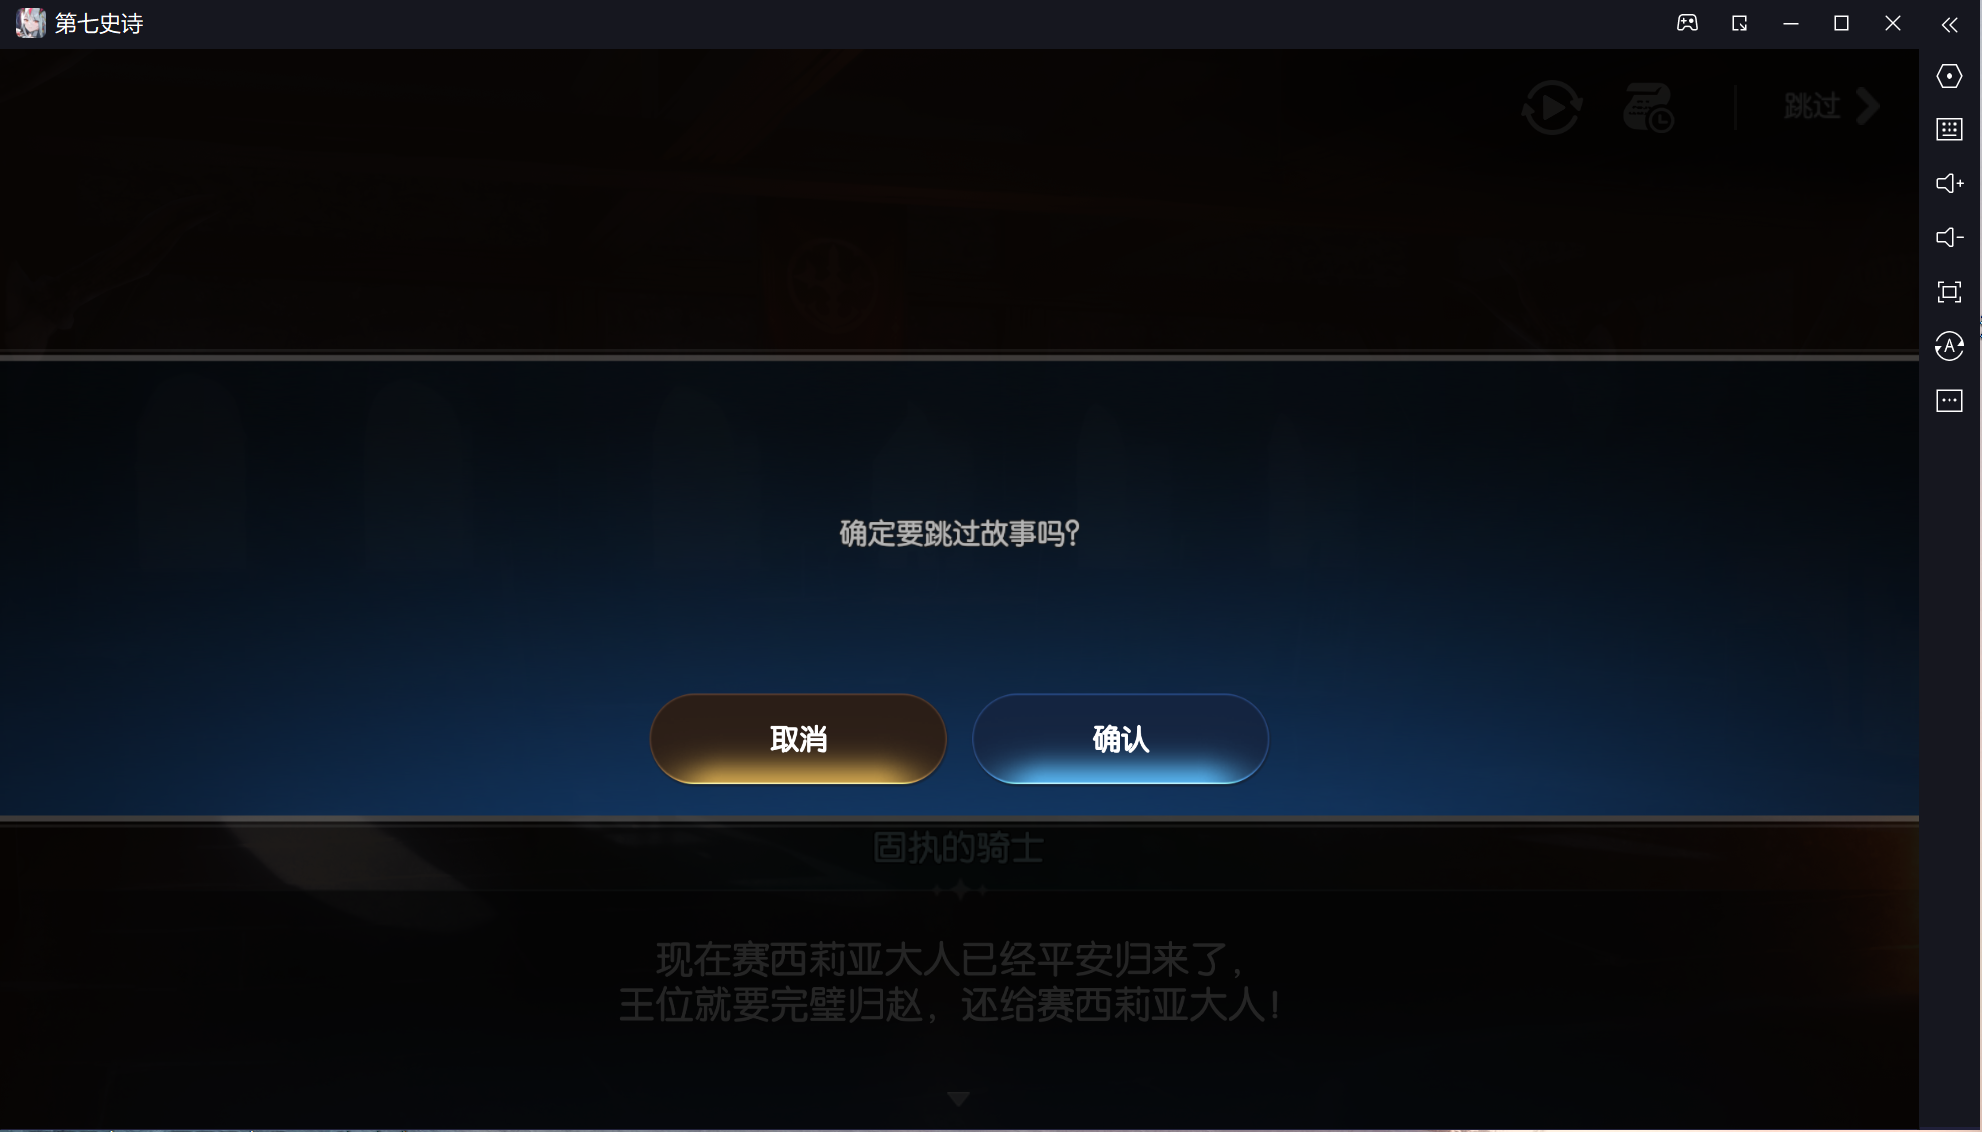 第七史诗
跳过
确定要跳过故事吗?
取消
确认
固执的骑士
现在赛西莉亚大人已经平安归来了,
王位就要完璧归赵, 还给赛西莉亚大人!